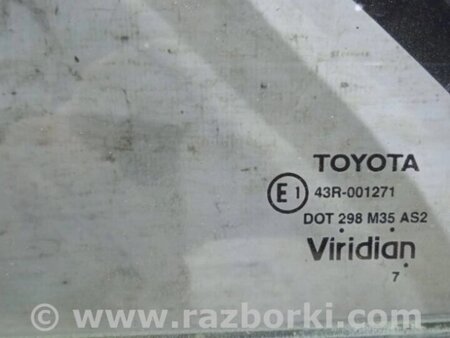 TOYOTA
E1 43R-001271
DOT 298 M35 AS2
Viridian
7
www.razborki.com